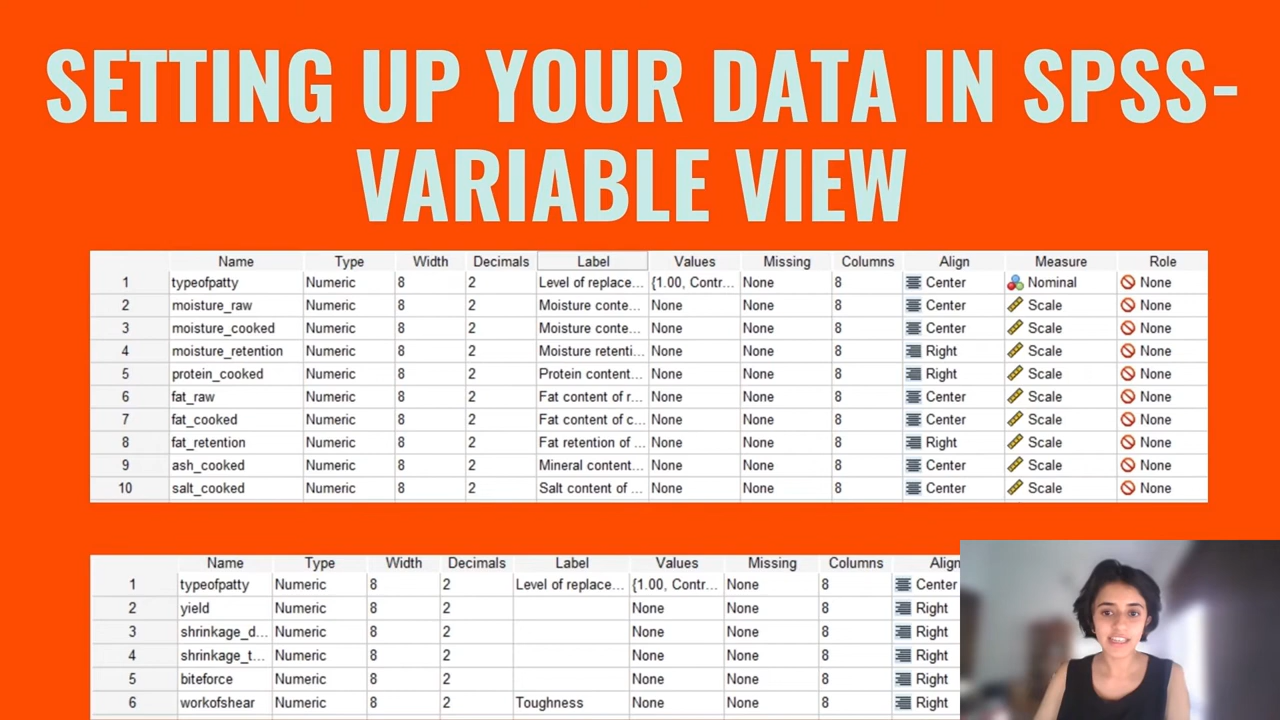 SETTING UP YOUR DATA IN SPSS-
VARIABLE VIEW
Name Type Width Decimals Label Values Missing Columns Align Measure Role
1 typeofpatty Numeric 8 2 Level of replace... {1.00, Contr... None 8 Center Nominal None
2 moisture_raw Numeric 8 2 Moisture conte... None None 8 Center Scale None
3 moisture_cooked Numeric 8 2 Moisture conte... None None 8 Center Scale None
4 moisture_retention Numeric 8 2 Moisture retenti... None None 8 Right Scale None
5 protein_cooked Numeric 8 2 Protein content... None None 8 Right Scale None
6 fat_raw Numeric 8 2 Fat content of r... None None 8 Center Scale None
7 fat_cooked Numeric 8 2 Fat content of c... None None 8 Center Scale None
8 fat_retention Numeric 8 2 Fat retention of ... None None 8 Right Scale None
9 ash_cooked Numeric 8 2 Mineral content... None None 8 Center Scale None
10 salt_cooked Numeric 8 2 Salt content of ... None None 8 Center Scale None
Name Type Width Decimals Label Values Missing Columns Align
1 typeofpatty Numeric 8 2 Level of replace... {1.00, Contr... None 8 Center
2 yield Numeric 8 2 None None 8 Right
3 shrinkage_d... Numeric 8 2 None None 8 Right
4 shrinkage_t... Numeric 8 2 None None 8 Right
5 biteforce Numeric 8 2 None None 8 Right
6 workofshear Numeric 8 2 Toughness None None 8 Right